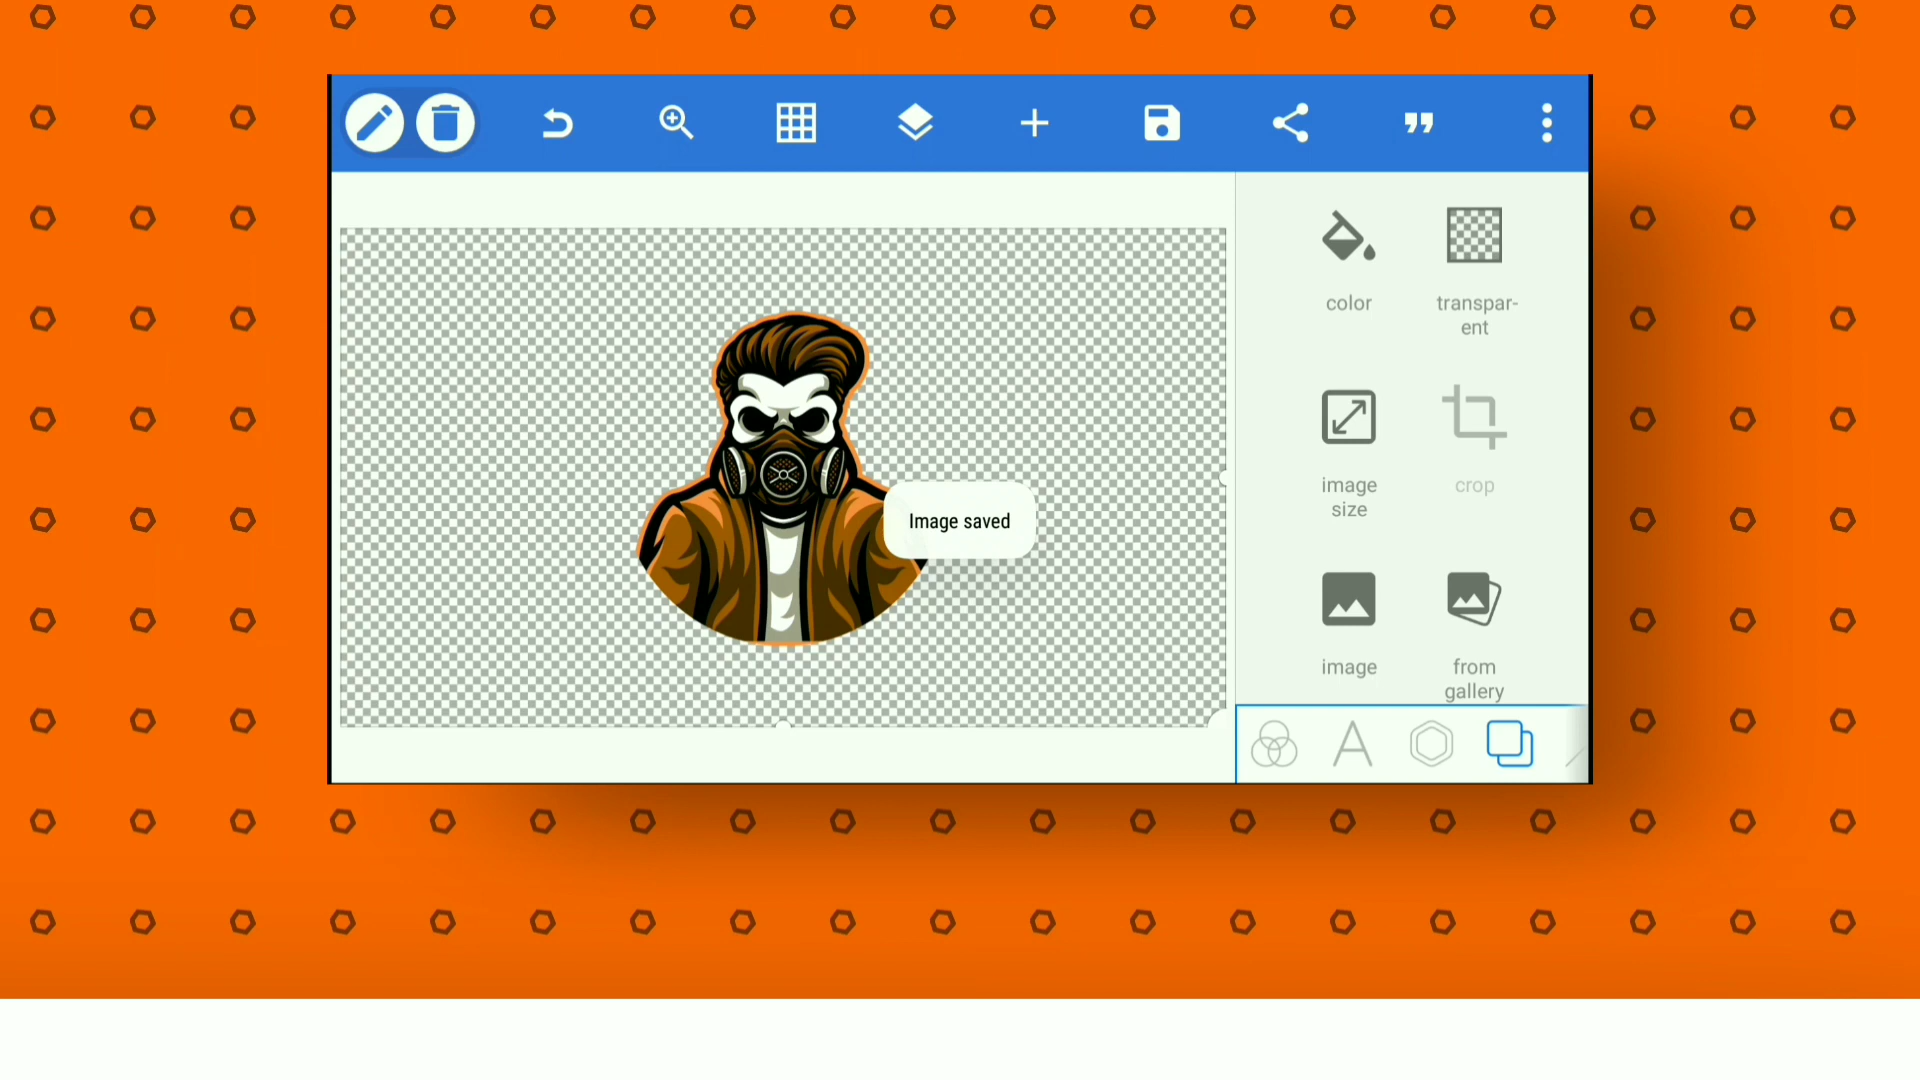 color
transpar-
ent
image
size
crop
Image saved
image
from
gallery